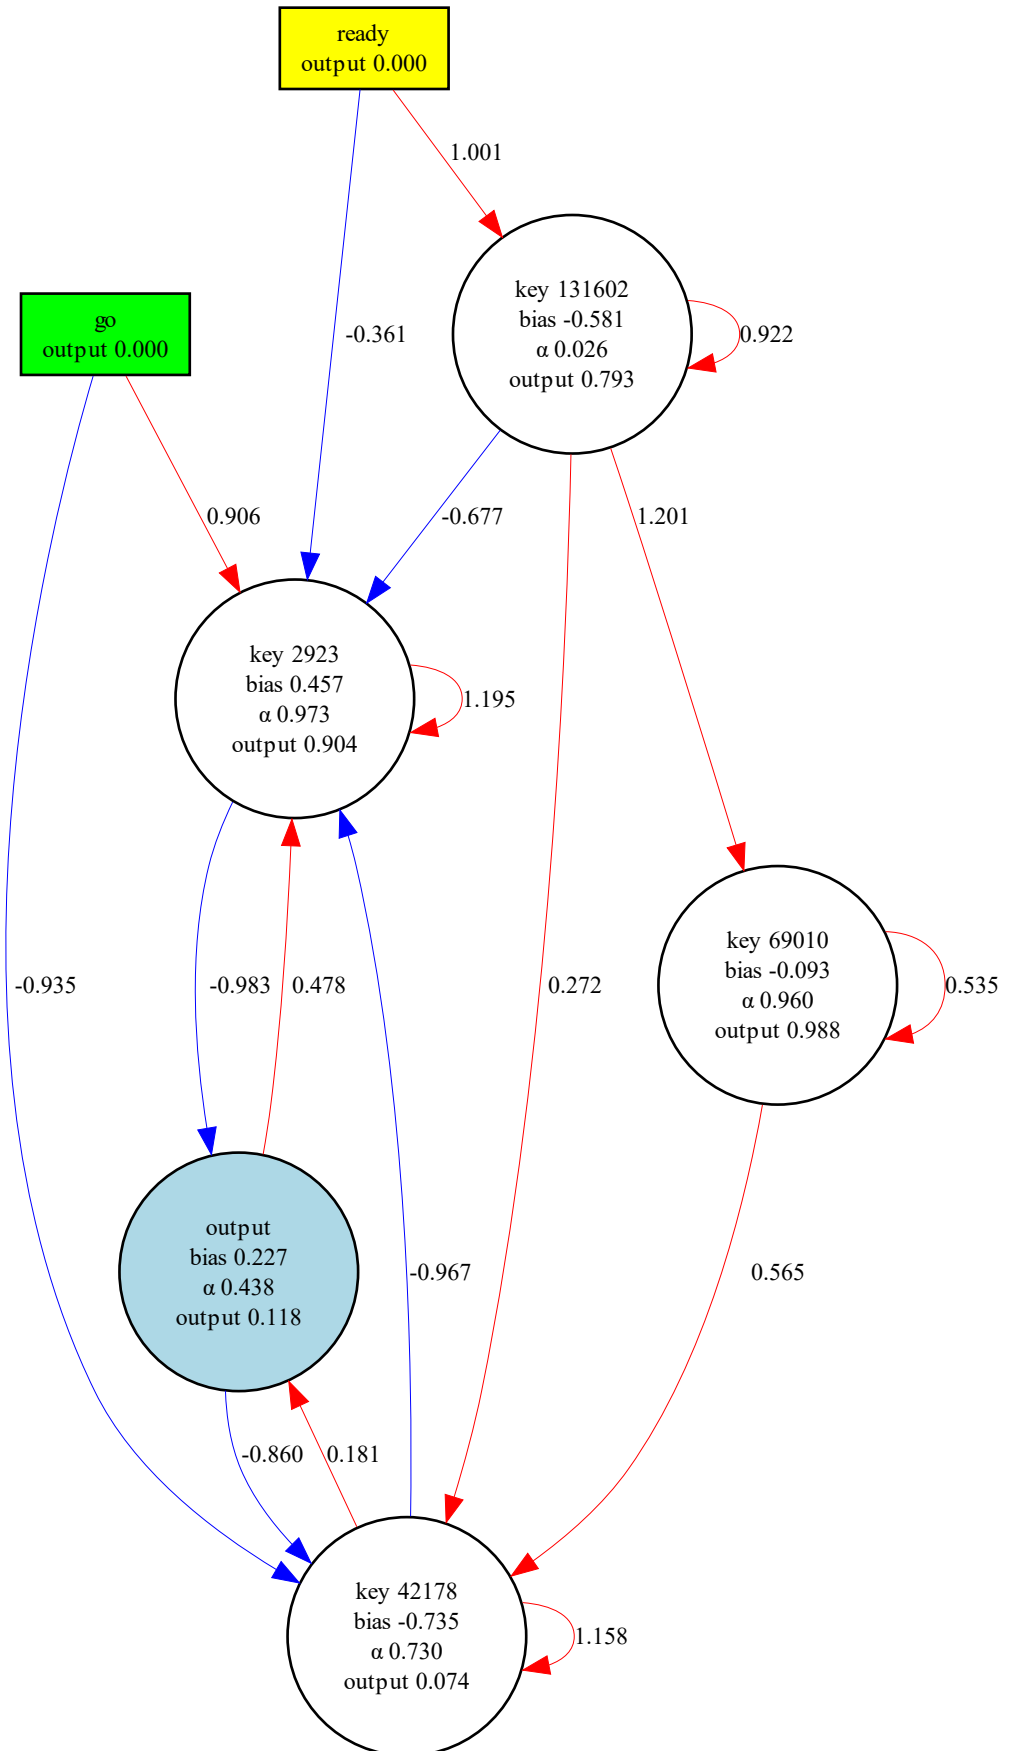 ready
output 0.000
1.001
key 131602
bias -0.581
α 0.026
output 0.793
0.922
go
output 0.000
-0.361
0.906
-0.677
1.201
key 2923
bias 0.457
α 0.973
output 0.904
1.195
key 69010
bias -0.093
α 0.960
output 0.988
0.535
-0.935
-0.983
0.478
0.272
output
bias 0.227
α 0.438
output 0.118
-0.967
0.565
-0.860
0.181
key 42178
bias -0.735
α 0.730
output 0.074
1.158